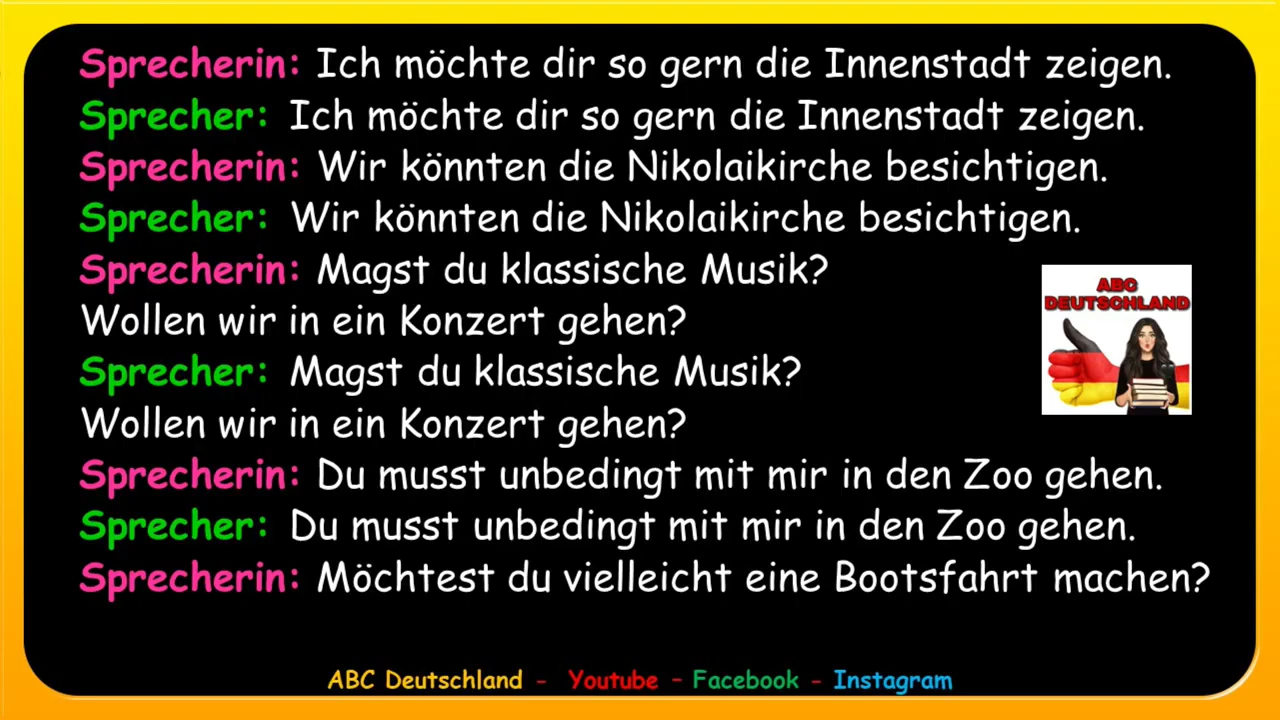 Sprecherin: Ich möchte dir so gern die Innenstadt zeigen.
Sprecher: Ich möchte dir so gern die Innenstadt zeigen.
Sprecherin: Wir könnten die Nikolaikirche besichtigen.
Sprecher: Wir könnten die Nikolaikirche besichtigen.
Sprecherin: Magst du klassische Musik?
Wollen wir in ein Konzert gehen?
Sprecher: Magst du klassische Musik?
Wollen wir in ein Konzert gehen?
Sprecherin: Du musst unbedingt mit mir in den Zoo gehen.
Sprecher: Du musst unbedingt mit mir in den Zoo gehen.
Sprecherin: Möchtest du vielleicht eine Bootsfahrt machen?
ABC
DEUTSCHLAND
ABC Deutschland - Youtube - Facebook - Instagram